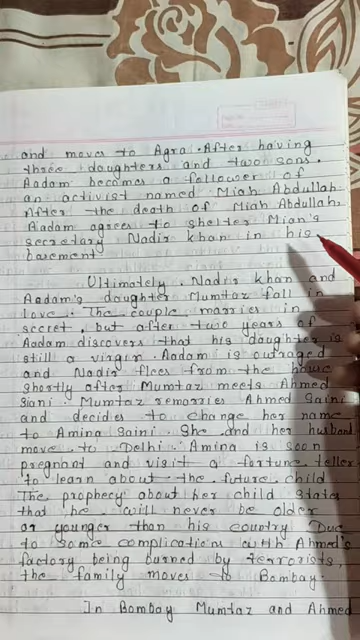 and moves to Agra. After having
three daughters and two sons.
Aadam becomes a follower of
an activist named Miah Abdullah.
After the death of Miah Abdullah,
Aadam agrees to shelter Mian's
secretary Nadir khan in his
basement
Ultimately, Nadir khan and
Aadam's daughter Mumtaz fall in
love. The couple marries in
secret, but after two years of
Aadam discovers that his daughter is
still a virgin. Aadam is outraged
and Nadir flees from the house
shortly after Mumtaz meets Ahmed
Siani. Mumtaz remarries Ahmed Saini
and decides to change her name
to Amina Saini. She and her husband
move to Delhi. Amina is soon
pregnant and visit a fortune teller
to learn about the future child
The prophecy about her child states
that he will never be older
or younger than his country Due
to some complications with Ahmed's
factory being burned by terrorists,
the family moves to Bombay.
In Bombay Mumtaz and Ahmed